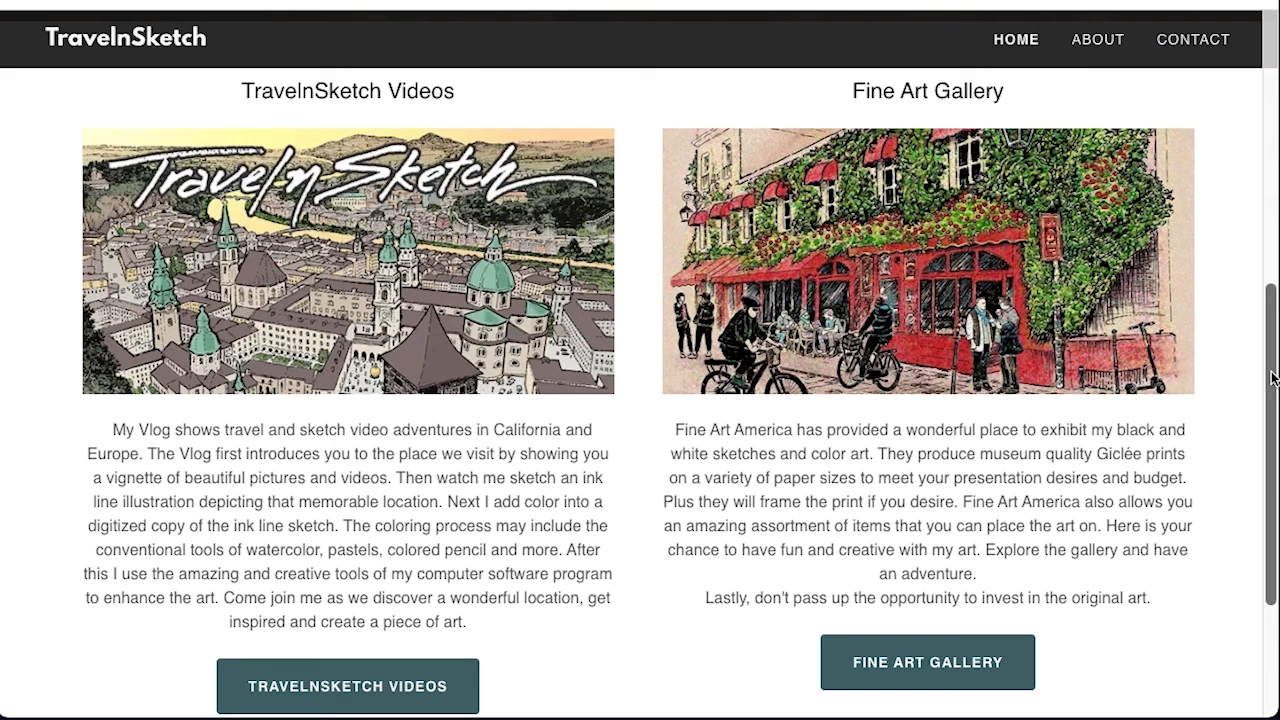 TravelnSketch
HOME
ABOUT
CONTACT
TravelnSketch Videos
TravelnSketch
My Vlog shows travel and sketch video adventures in California and
Europe. The Vlog first introduces you to the place we visit by showing you
a vignette of beautiful pictures and videos. Then watch me sketch an ink
line illustration depicting that memorable location. Next I add color into a
digitized copy of the ink line sketch. The coloring process may include the
conventional tools of watercolor, pastels, colored pencil and more. After
this I use the amazing and creative tools of my computer software program
to enhance the art. Come join me as we discover a wonderful location, get
inspired and create a piece of art.
TRAVELNSKETCH VIDEOS
Fine Art Gallery
Fine Art America has provided a wonderful place to exhibit my black and
white sketches and color art. They produce museum quality Giclée prints
on a variety of paper sizes to meet your presentation desires and budget.
Plus they will frame the print if you desire. Fine Art America also allows you
an amazing assortment of items that you can place the art on. Here is your
chance to have fun and creative with my art. Explore the gallery and have
an adventure.
Lastly, don't pass up the opportunity to invest in the original art.
FINE ART GALLERY